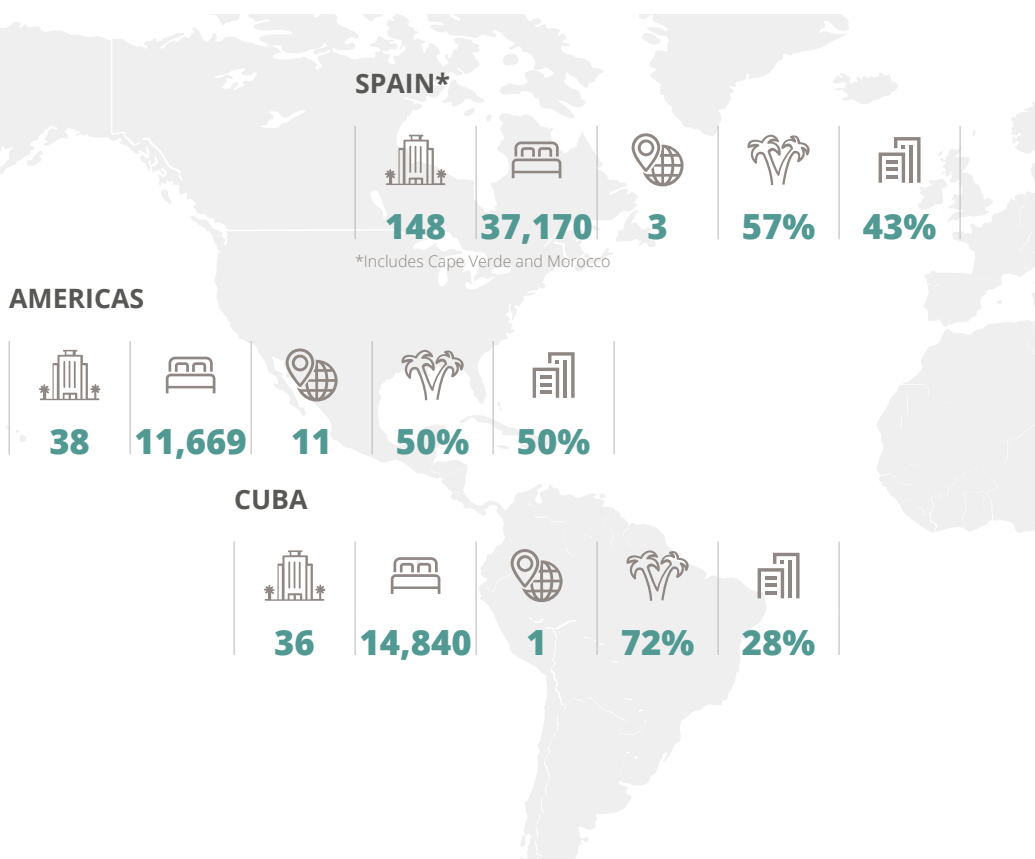 SPAIN*
148 37,170 3 57% 43%
*Includes Cape Verde and Morocco
AMERICAS
38 11,669 11 50% 50%
CUBA
36 14,840 1 72% 28%